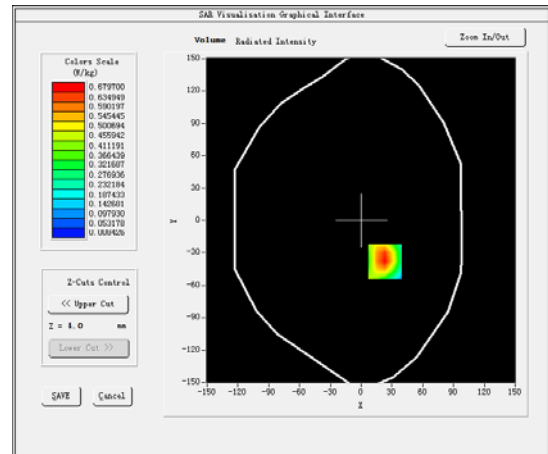 SAR Visualisation Graphical Interface
Volume Radiated Intensity
Zoom In/Out
Colors Scale
(W/kg)
0.679700
0.634949
0.590197
0.545445
0.500694
0.455942
0.411191
0.366439
0.321687
0.276936
0.232184
0.187433
0.142681
0.097930
0.053178
0.008426
150
120
90
60
30
0
-30
-60
-90
-120
-150
Y
-150 -120 -90 -60 -30 0 30 60 90 120 150
X
Z-Cuts Control
<< Upper Cut
Z = 4.0 mm
Lower Cut >>
SAVE Cancel